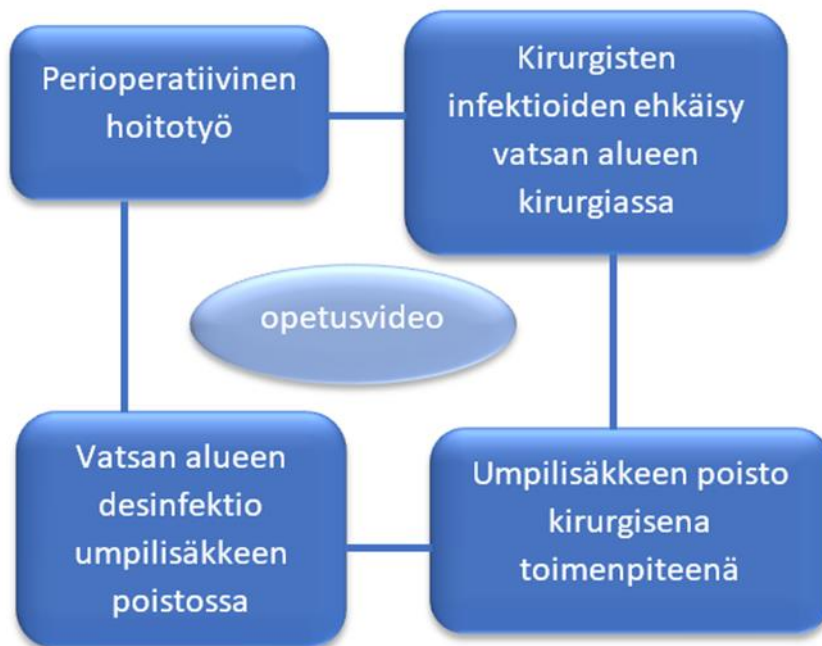 Perioperatiivinen
hoitotyö
Kirurgisten
infektioiden ehkäisy
vatsan alueen
kirurgiassa
opetusvideo
Vatsan alueen
desinfektio
umpilisäkkeen
poistossa
Umpilisäkkeen poisto
kirurgisena
toimenpiteenä